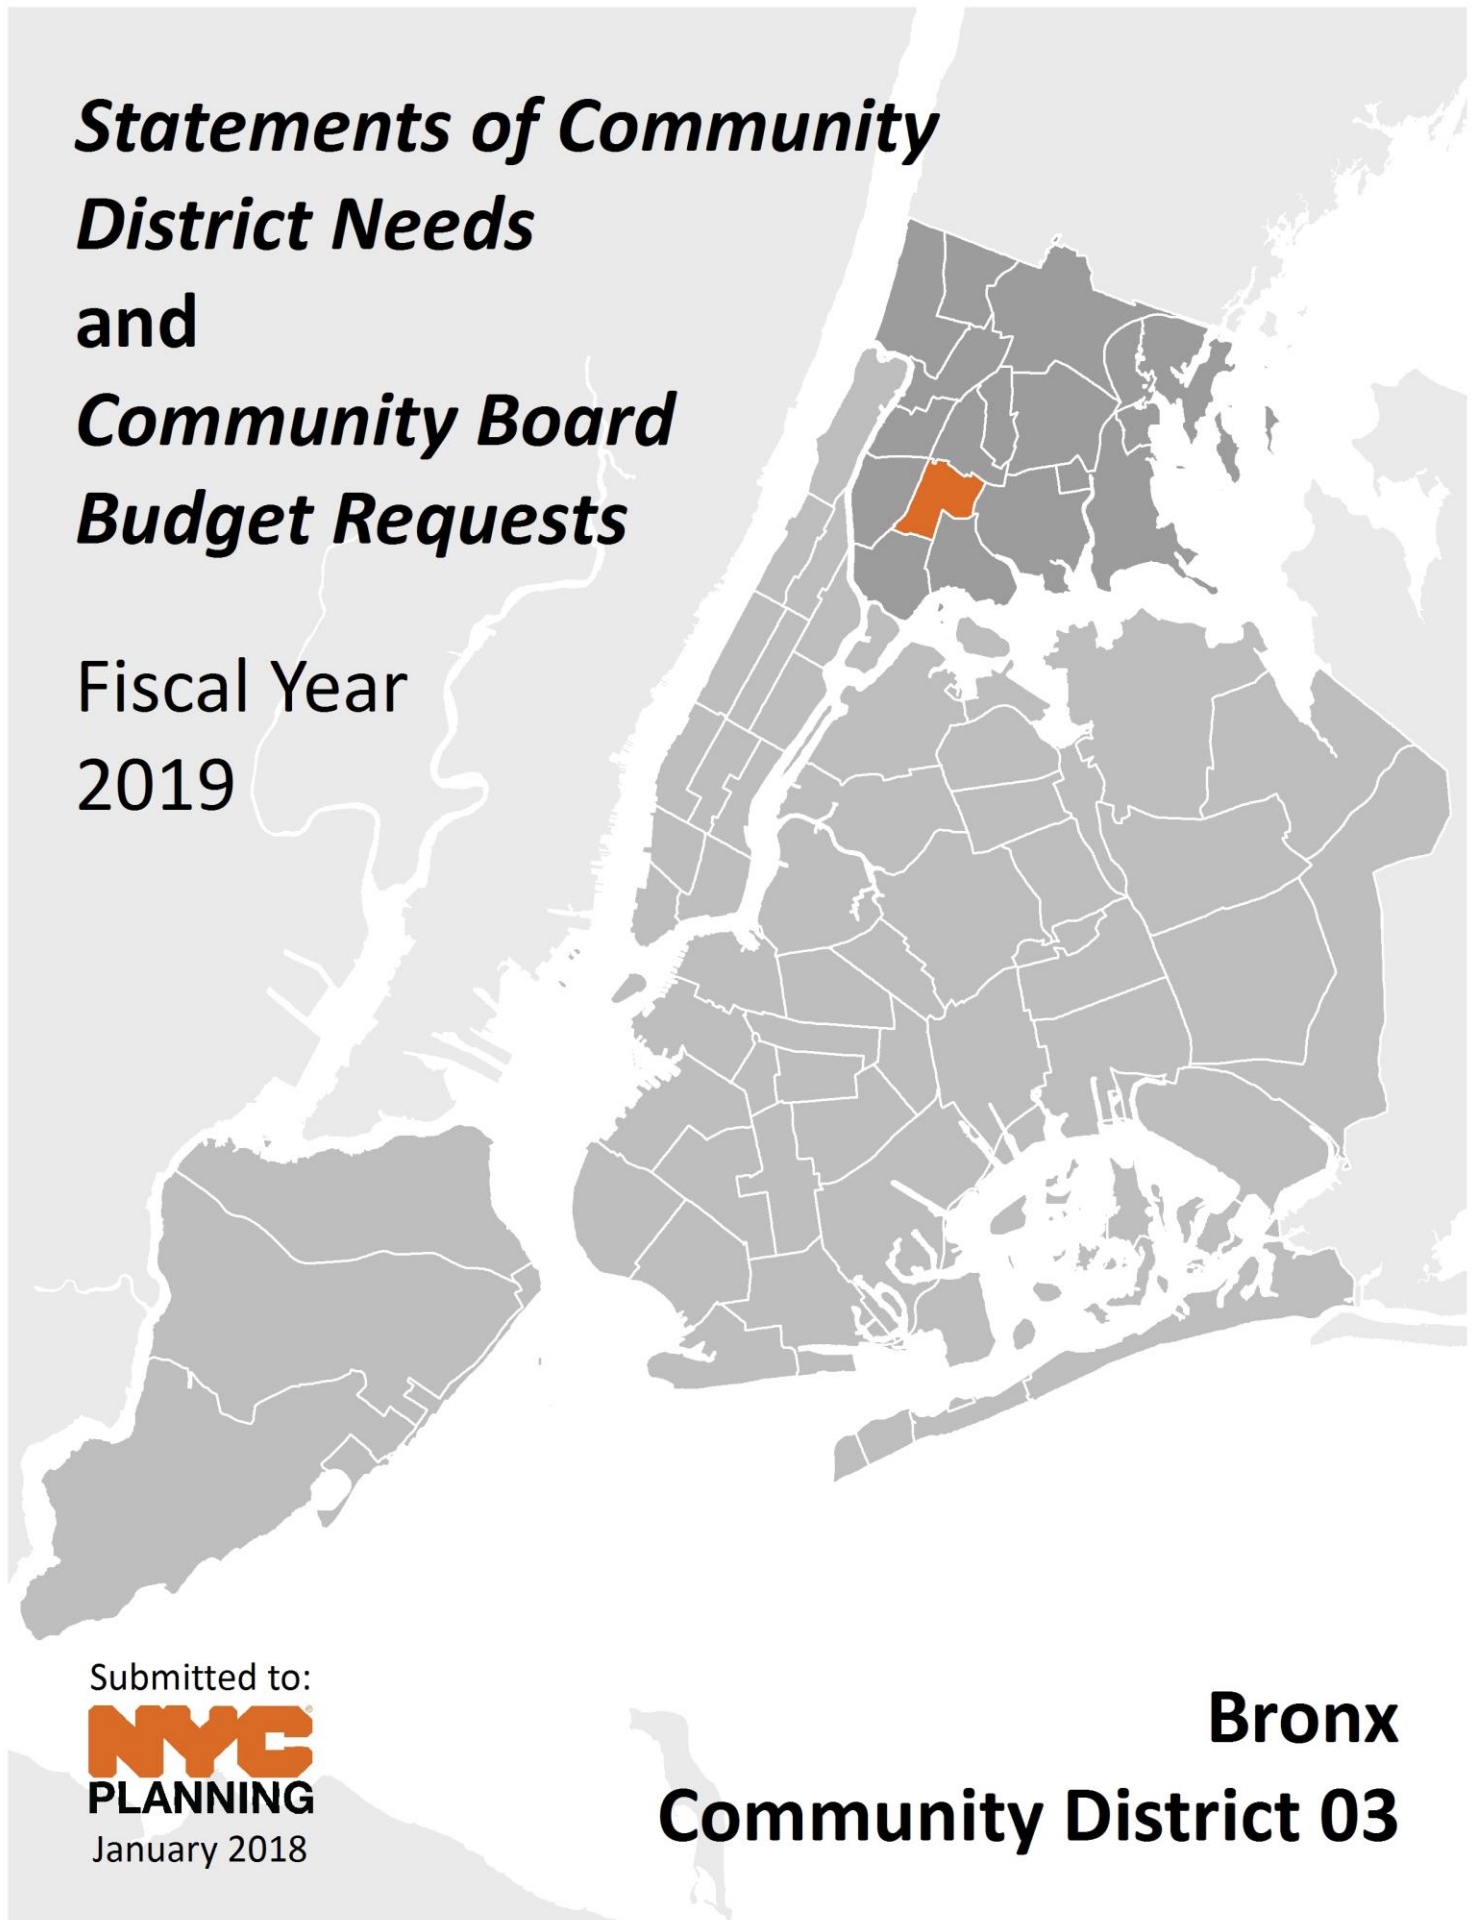 Statements of Community
District Needs
and
Community Board
Budget Requests
Fiscal Year
2019
Submitted to:
NYC®
PLANNING
January 2018
Bronx
Community District 03